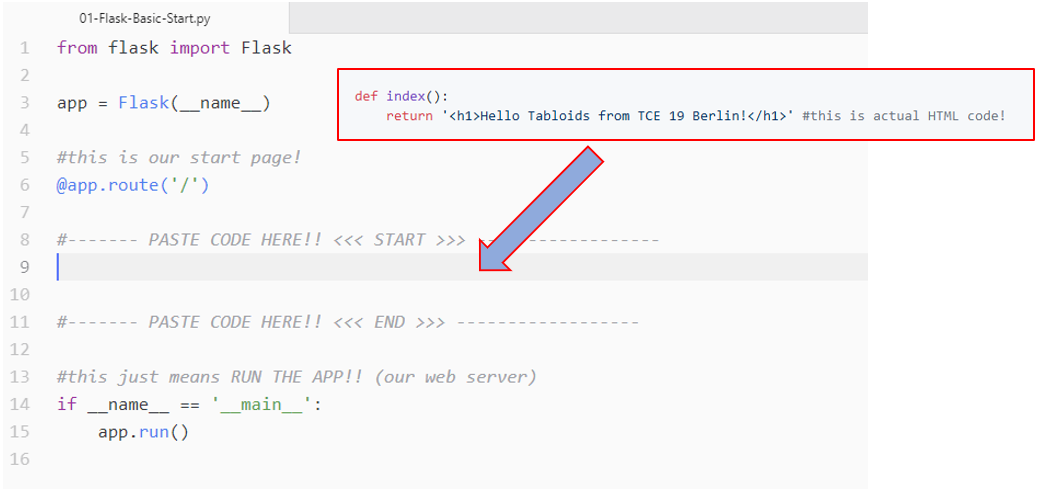 01-Flask-Basic-Start.py
1 from flask import Flask
2
3 app = Flask(__name__)
4
5 #this is our start page!
6 @app.route('/')
7
8 #------- PASTE CODE HERE!! <<< START >>> ------------------
9
10
11 #------- PASTE CODE HERE!! <<< END >>> ------------------
12
13 #this just means RUN THE APP!! (our web server)
14 if __name__ == '__main__':
15     app.run()
16
def index():
    return '<h1>Hello Tabloids from TCE 19 Berlin!</h1>' #this is actual HTML code!